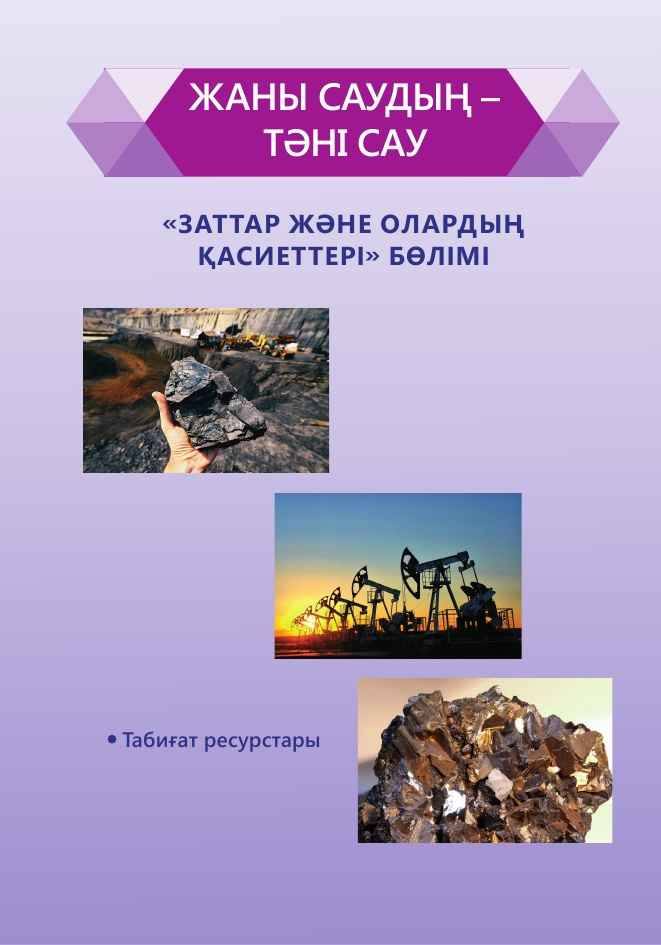 ЖАНЫ САУДЫҢ –
ТӘНІ САУ
«ЗАТТАР ЖӘНЕ ОЛАРДЫҢ
ҚАСИЕТТЕРІ» БӨЛІМІ
• Табиғат ресурстары